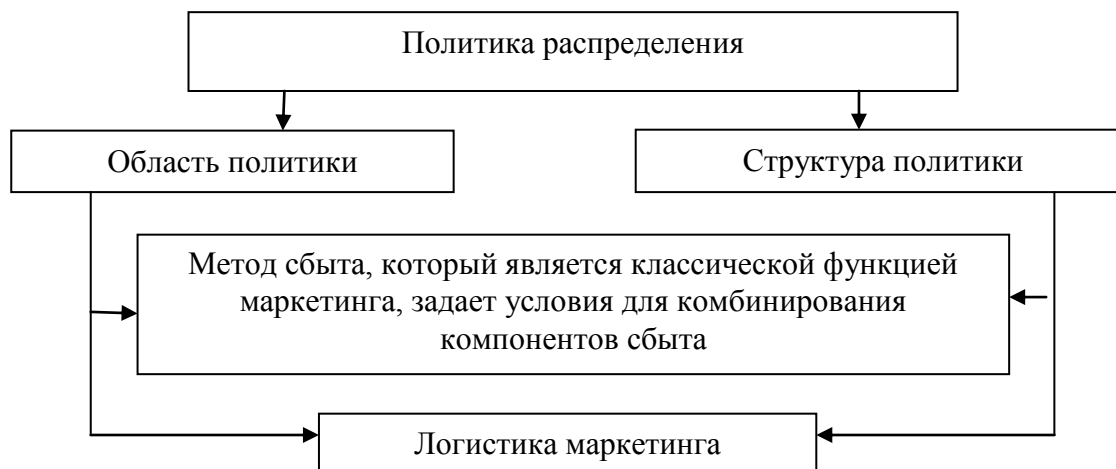 Политика распределения
Область политики
Структура политики
Метод сбыта, который является классической функцией
маркетинга, задает условия для комбинирования
компонентов сбыта
Логистика маркетинга